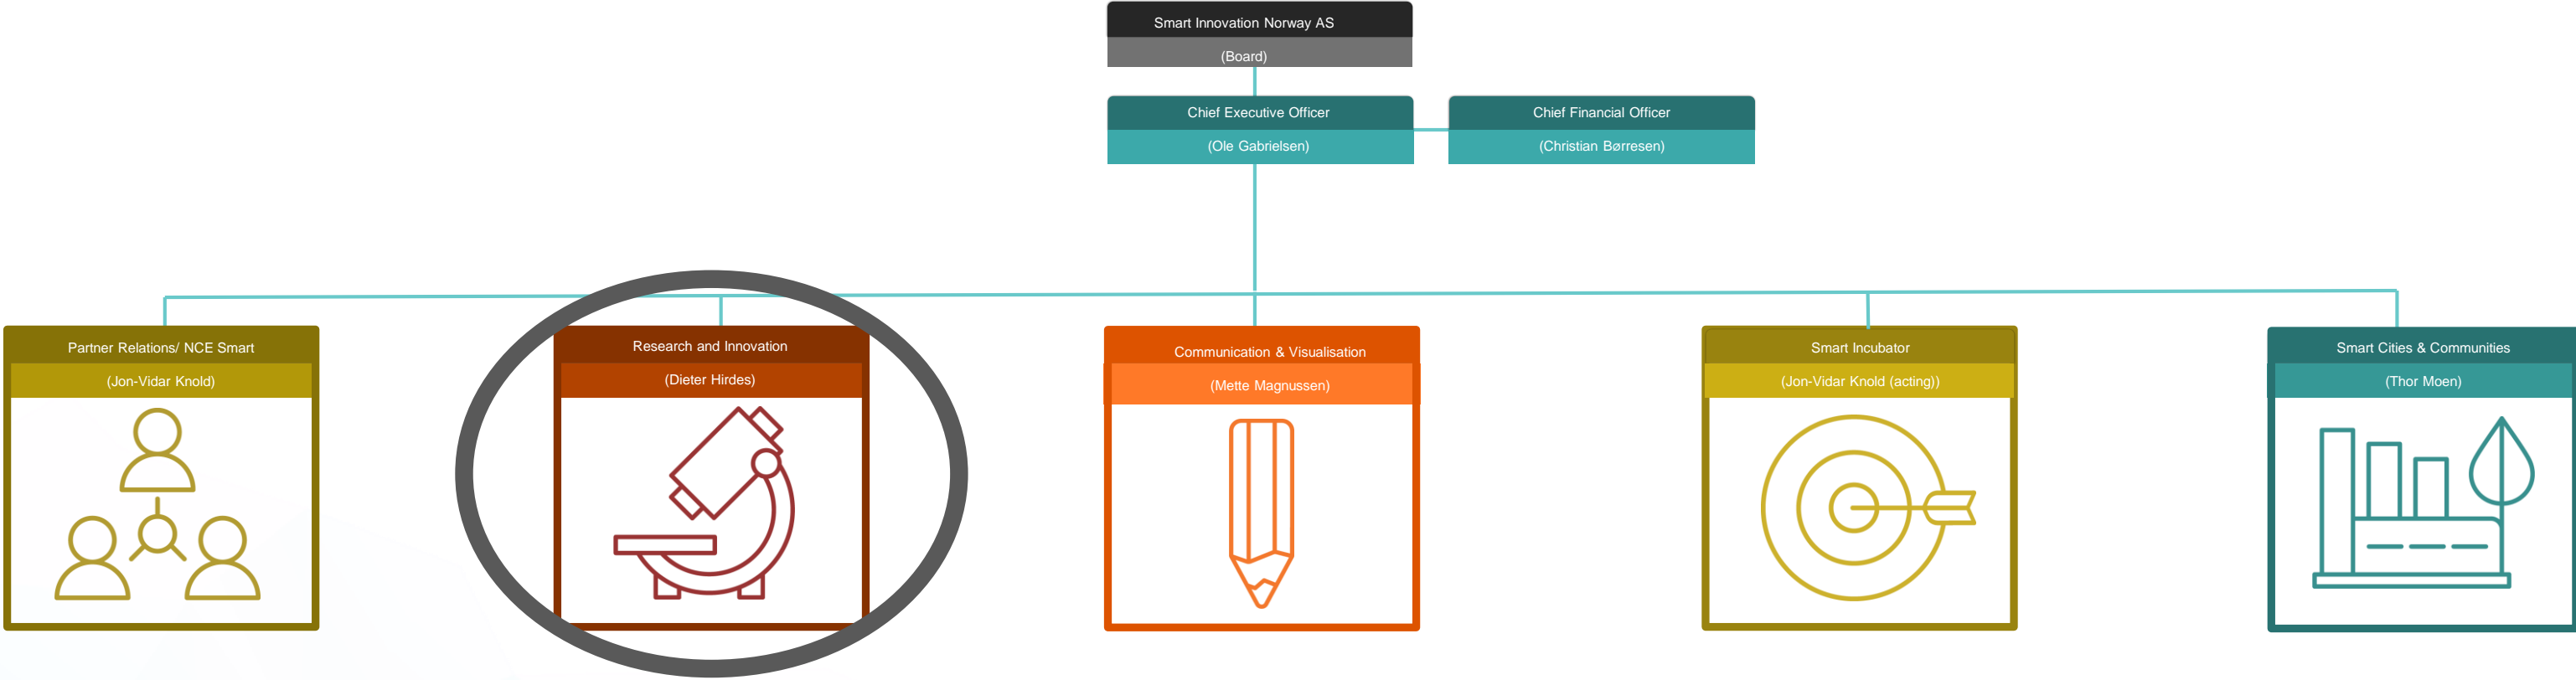 Smart Innovation Norway AS
(Board)
Chief Executive Officer
(Ole Gabrielsen)
Chief Financial Officer
(Christian Børresen)
Partner Relations/ NCE Smart
(Jon-Vidar Knold)
Research and Innovation
(Dieter Hirdes)
Communication & Visualisation
(Mette Magnussen)
Smart Incubator
(Jon-Vidar Knold (acting))
Smart Cities & Communities
(Thor Moen)